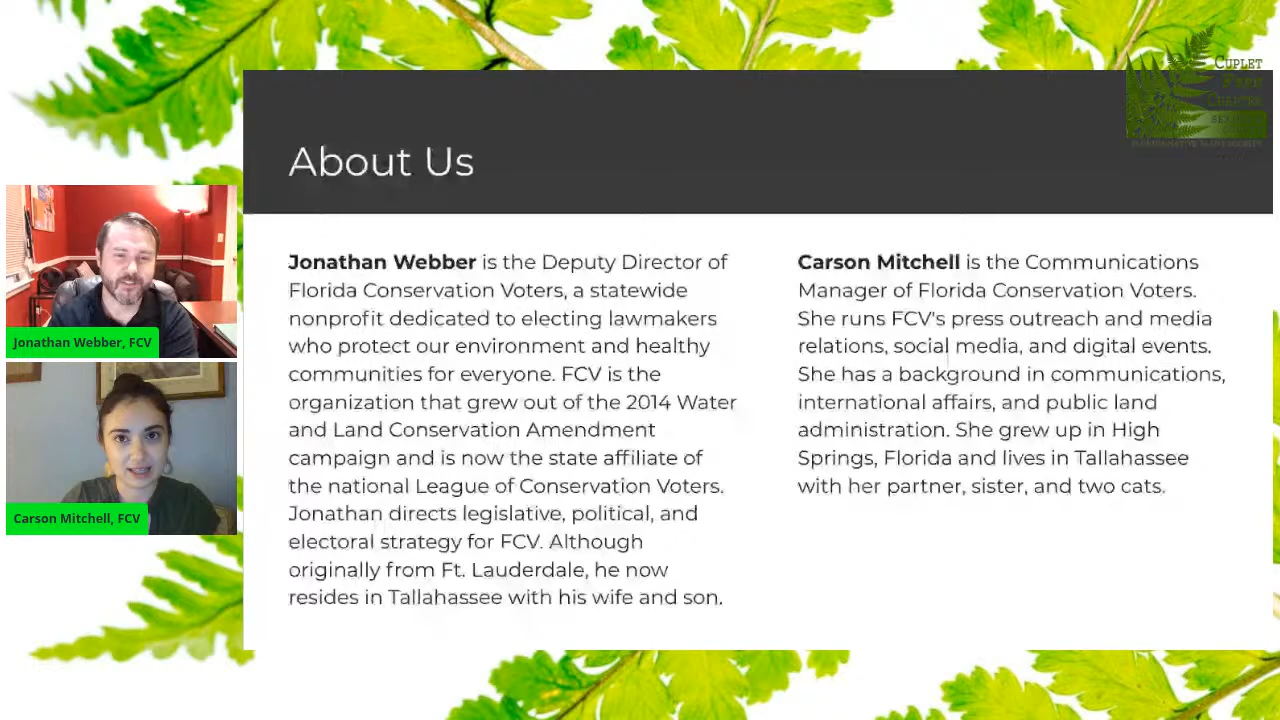 About Us
Jonathan Webber is the Deputy Director of
Florida Conservation Voters, a statewide
nonprofit dedicated to electing lawmakers
who protect our environment and healthy
communities for everyone. FCV is the
organization that grew out of the 2014 Water
and Land Conservation Amendment
campaign and is now the state affiliate of
the national League of Conservation Voters.
Jonathan directs legislative, political, and
electoral strategy for FCV. Although
originally from Ft. Lauderdale, he now
resides in Tallahassee with his wife and son.
Carson Mitchell is the Communications
Manager of Florida Conservation Voters.
She runs FCV's press outreach and media
relations, social media, and digital events.
She has a background in communications,
international affairs, and public land
administration. She grew up in High
Springs, Florida and lives in Tallahassee
with her partner, sister, and two cats.
Jonathan Webber, FCV
Carson Mitchell, FCV
Cuplet
Fern
Chapter